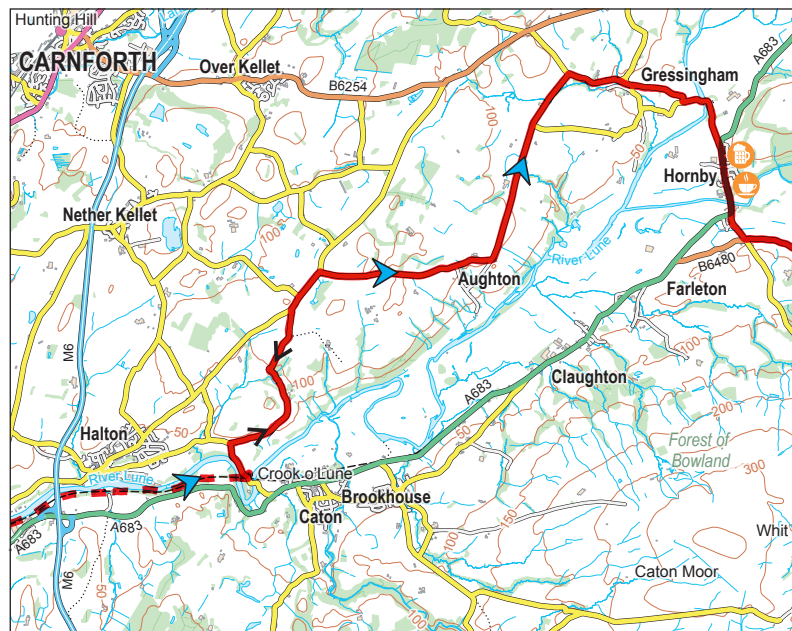 Hunting Hill
CARNFORTH
Over Kellet
B6254
Gressingham
A683
100
50
Hornby
Nether Kellet
100
River Lune
B6480
Aughton
Farleton
M6
100
A683
Claughton
100
200
Halton
50
50
Forest of
Bowland
300
River Lune
Crook o'Lune
Brookhouse
Caton
A683
A683
150
100
Whit
M6
50
Caton Moor
100